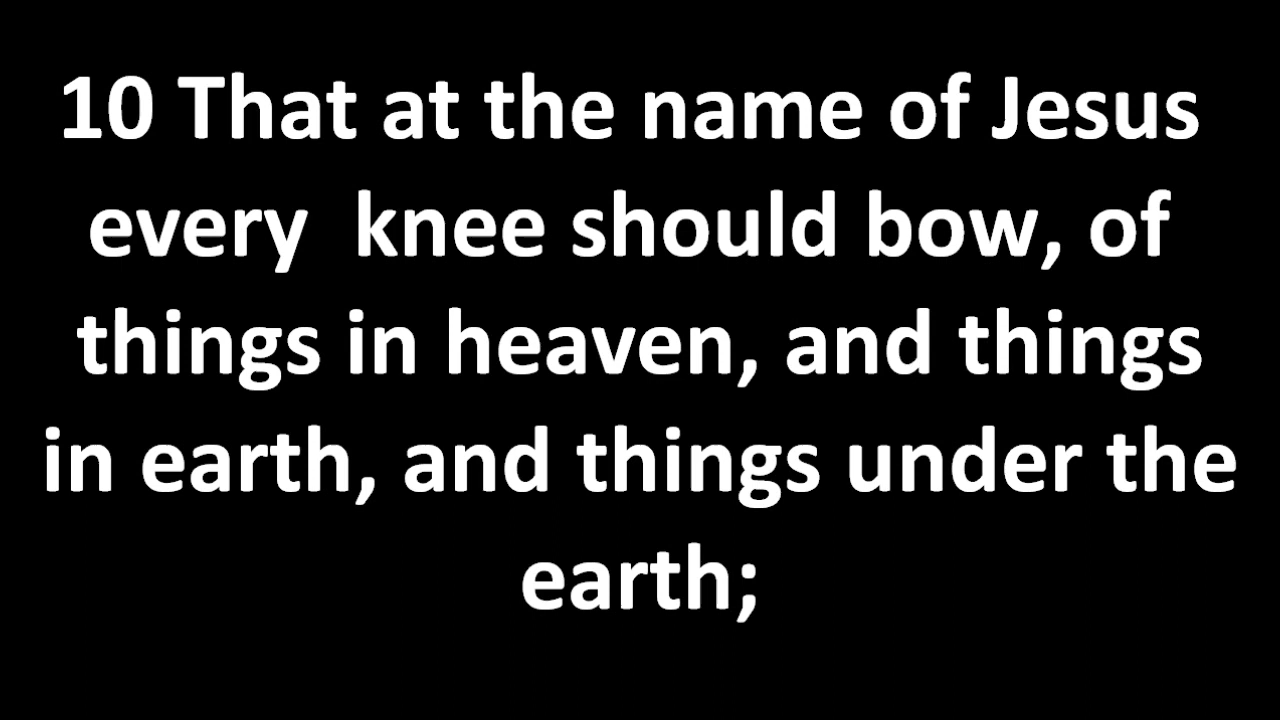 10 That at the name of Jesus
every  knee should bow, of
things in heaven, and things
in earth, and things under the
earth;